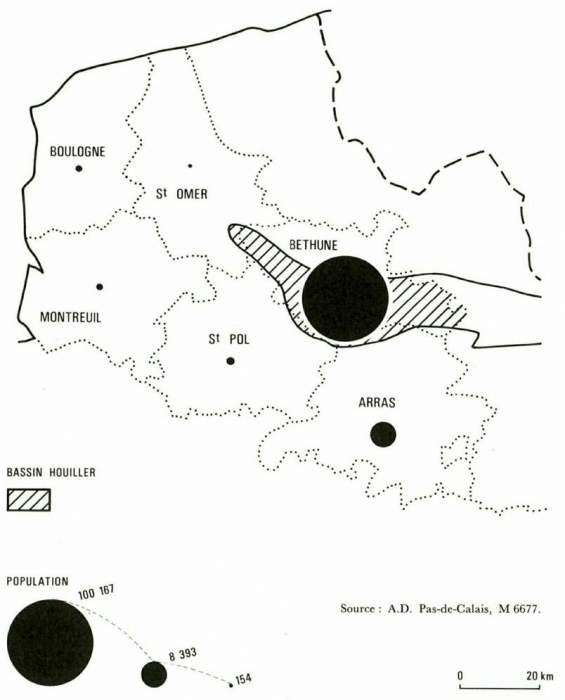 BOULOGNE
St OMER
BETHUNE
MONTREUIL
St POL
ARRAS
BASSIN HOUILLER
POPULATION
100 167
8 393
154
Source : A.D. Pas-de-Calais, M 6677.
0 20 km